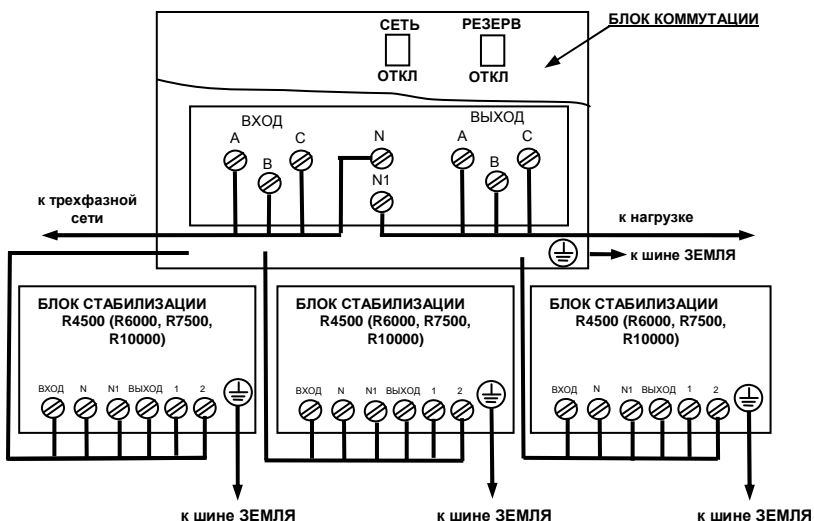 СЕТЬ РЕЗЕРВ
БЛОК КОММУТАЦИИ
ОТКЛ ОТКЛ
ВХОД ВЫХОД
A B C N A B C
N1
к трехфазной
сети
к нагрузке
к шине ЗЕМЛЯ
БЛОК СТАБИЛИЗАЦИИ
R4500 (R6000, R7500,
R10000)
ВХОД N N1 ВЫХОД 1 2
к шине ЗЕМЛЯ
БЛОК СТАБИЛИЗАЦИИ
R4500 (R6000, R7500,
R10000)
ВХОД N N1 ВЫХОД 1 2
к шине ЗЕМЛЯ
БЛОК СТАБИЛИЗАЦИИ
R4500 (R6000, R7500,
R10000)
ВХОД N N1 ВЫХОД 1 2
к шине ЗЕМЛЯ